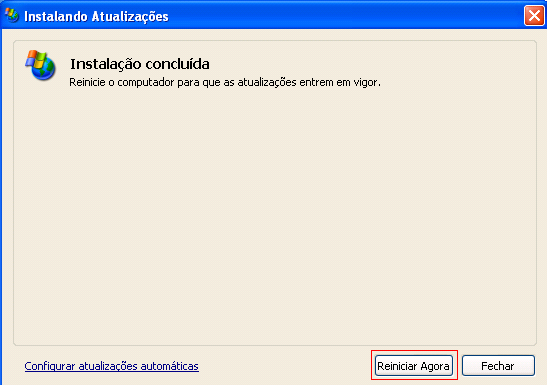 Instalando Atualizações
Instalação concluída
Reinicie o computador para que as atualizações entrem em vigor.
Configurar atualizações automáticas
Reiniciar Agora
Fechar